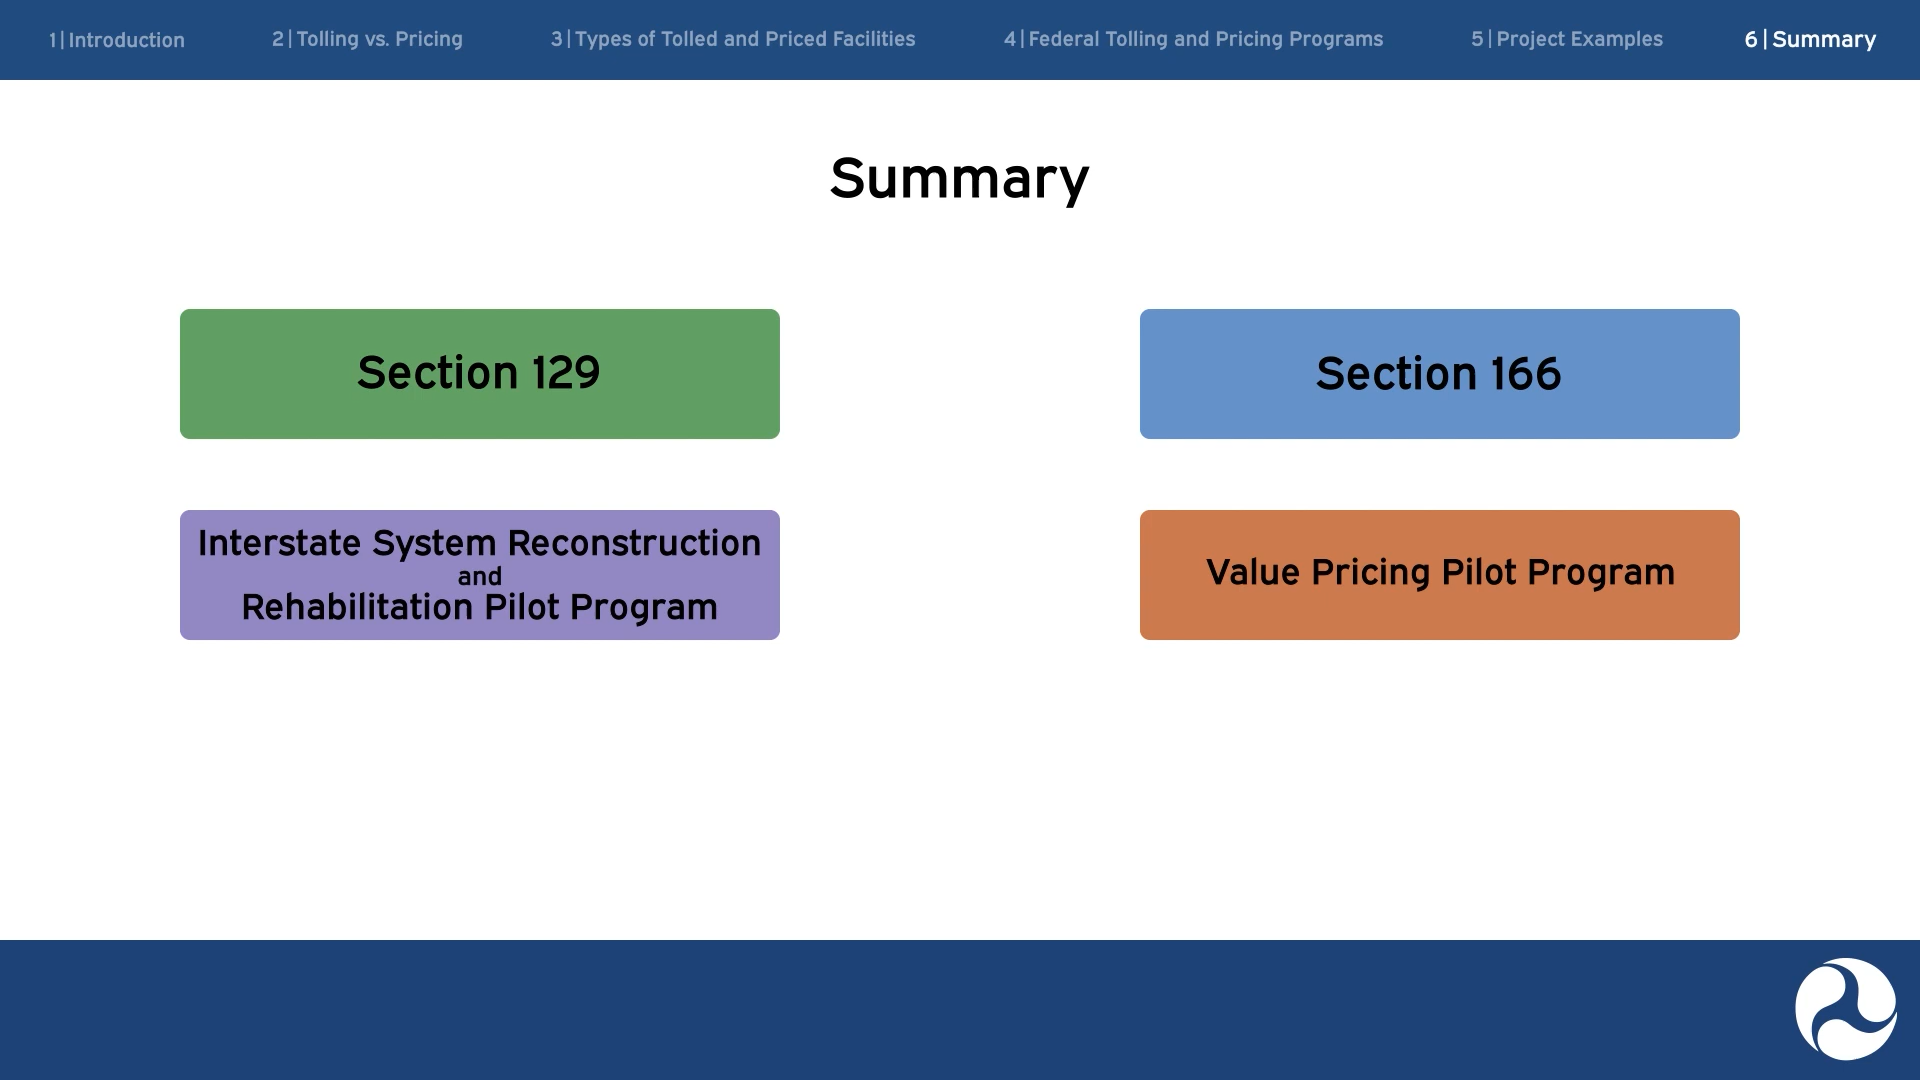 1|Introduction
2|Tolling vs. Pricing
3|Types of Tolled and Priced Facilities
4|Federal Tolling and Pricing Programs
5|Project Examples
6|Summary
Summary
Section 129
Section 166
Interstate System Reconstruction
and
Rehabilitation Pilot Program
Value Pricing Pilot Program